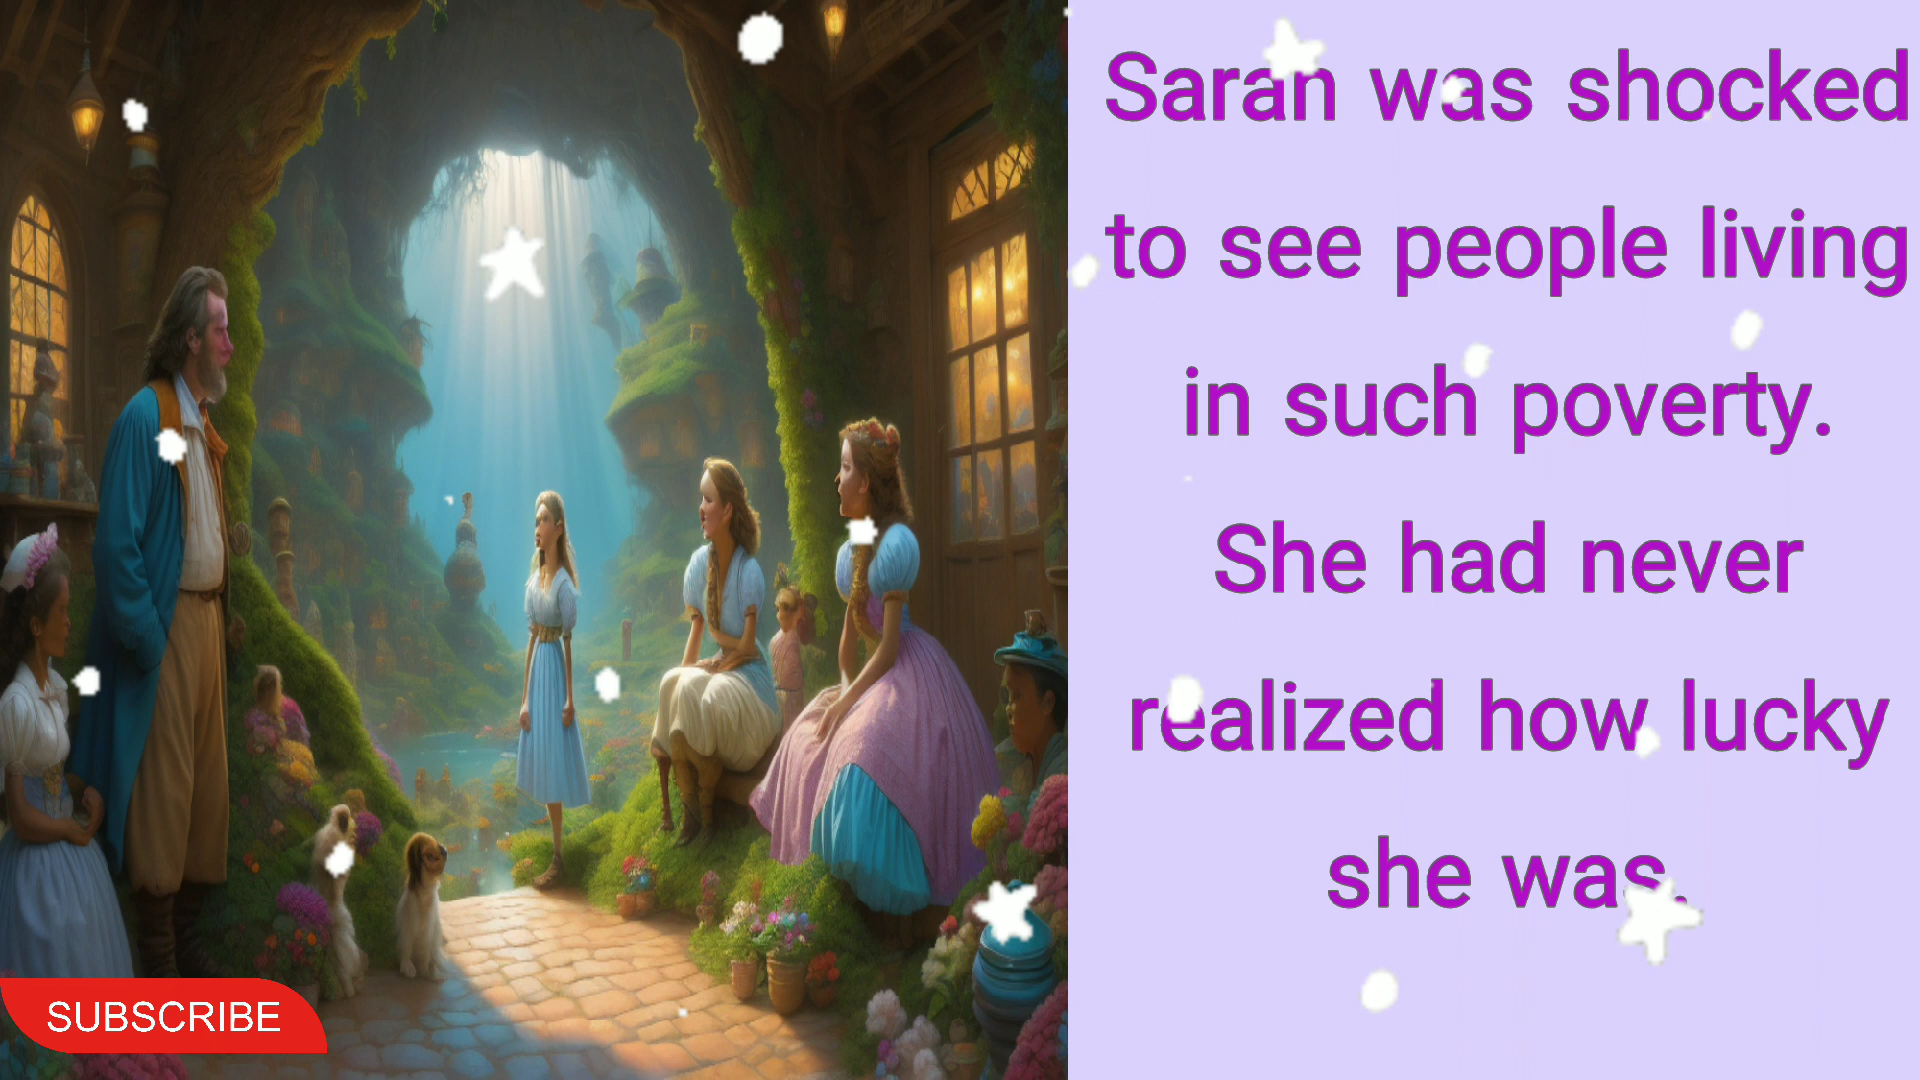 Sarah was shocked
to see people living
in such poverty.
She had never
realized how lucky
she was.
SUBSCRIBE